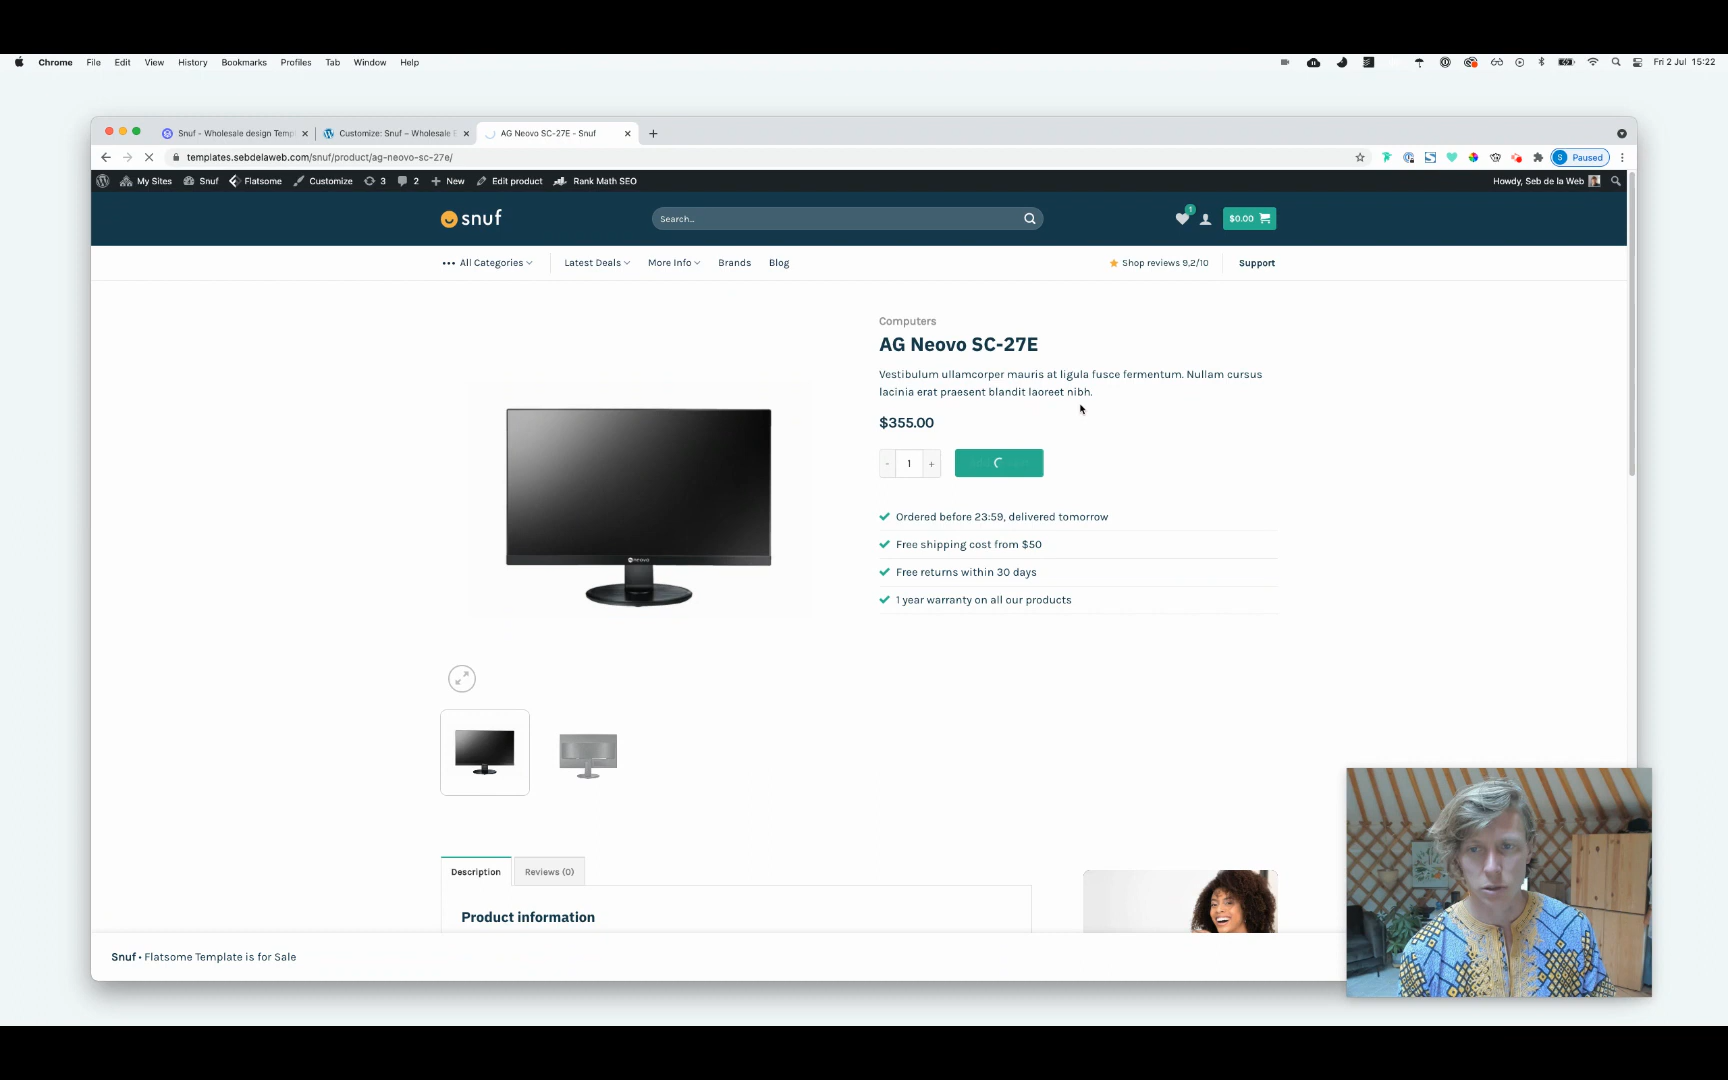 Chrome File Edit View History Bookmarks Profiles Tab Window Help Fri 2 Jul 15:22
Snuf - Wholesale design Templ Customize: Snuf – Wholesale E AG Neovo SC-27E - Snuf
templates.sebdelaweb.com/snuf/product/ag-neovo-sc-27e/ S Paused
My Sites Snuf Flatsome Customize 3 2 New Edit product Rank Math SEO Howdy, Seb de la Web
snuf Search... 1 $0.00
All Categories Latest Deals More Info Brands Blog Shop reviews 9,2/10 Support
Computers
AG Neovo SC-27E
Vestibulum ullamcorper mauris at ligula fusce fermentum. Nullam cursus
lacinia erat praesent blandit laoreet nibh.
$355.00
- 1 +
Ordered before 23:59, delivered tomorrow
Free shipping cost from $50
Free returns within 30 days
1 year warranty on all our products
neovo
Description Reviews (0)
Product information
Snuf • Flatsome Template is for Sale